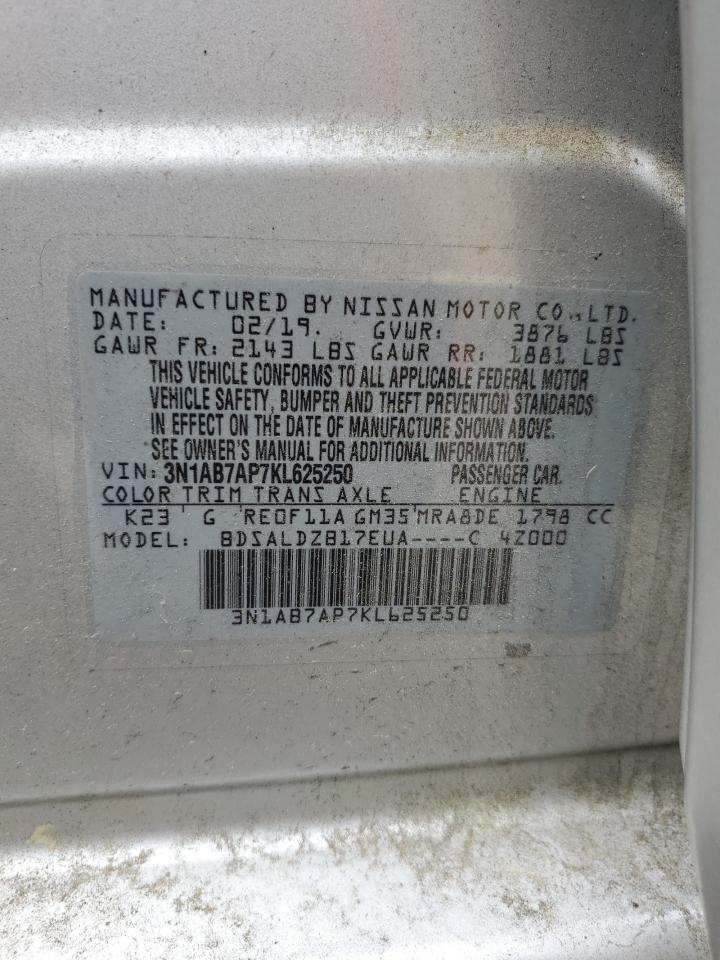 MANUFACTURED BY NISSAN MOTOR CO.,LTD.
DATE: 02/19. GVWR: 3876 LBS
GAWR FR: 2143 LBS GAWR RR: 1881 LBS
THIS VEHICLE CONFORMS TO ALL APPLICABLE FEDERAL MOTOR
VEHICLE SAFETY, BUMPER AND THEFT PREVENTION STANDARDS
IN EFFECT ON THE DATE OF MANUFACTURE SHOWN ABOVE.
SEE OWNER'S MANUAL FOR ADDITIONAL INFORMATION.
VIN: 3N1AB7AP7KL625250 PASSENGER CAR.
COLOR TRIM TRANS AXLE ENGINE
K23 G RE0F11A GM35 MRA8DE 1798 CC
MODEL: BDSALDZB17EUA----C 4Z000
3N1AB7AP7KL625250